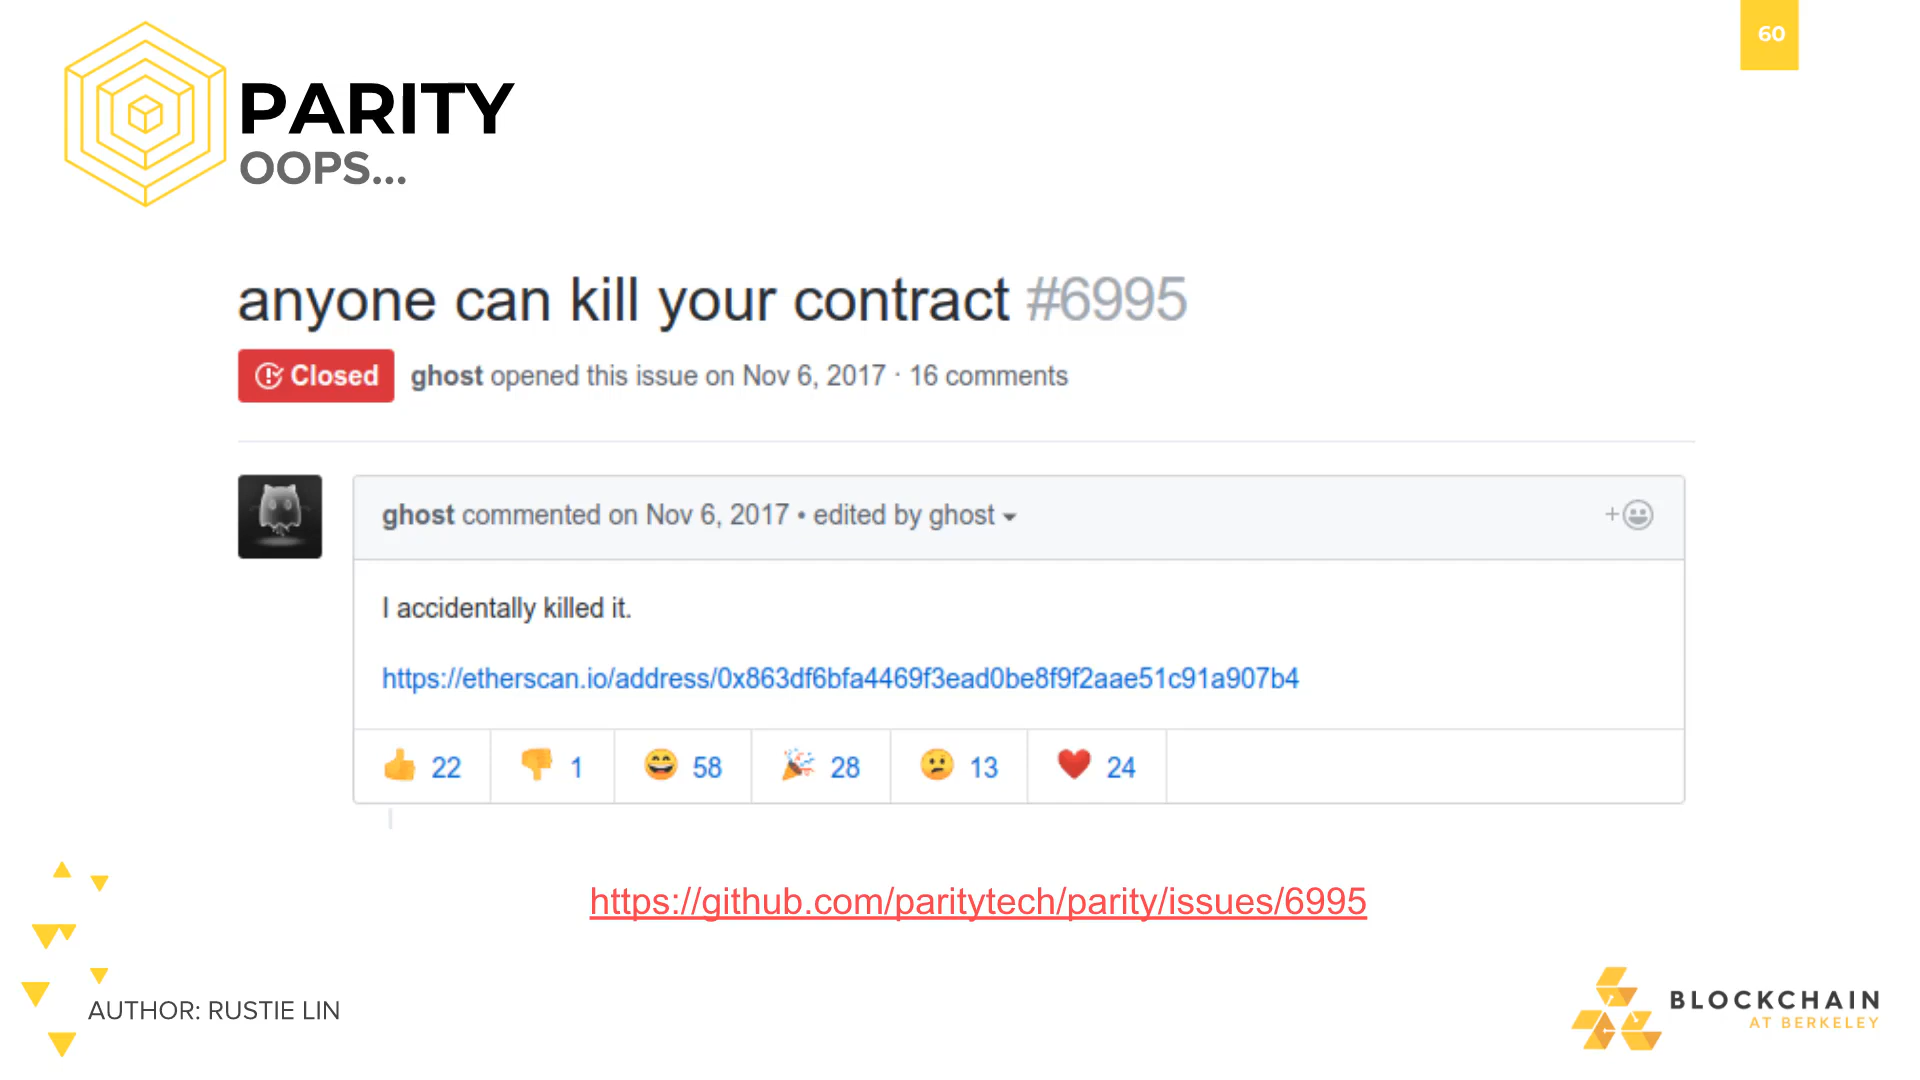 60
PARITY
OOPS...
anyone can kill your contract #6995
Closed ghost opened this issue on Nov 6, 2017 · 16 comments
ghost commented on Nov 6, 2017 • edited by ghost
I accidentally killed it.
https://etherscan.io/address/0x863df6bfa4469f3ead0be8f9f2aae51c91a907b4
22 1 58 28 13 24
https://github.com/paritytech/parity/issues/6995
AUTHOR: RUSTIE LIN
BLOCKCHAIN
AT BERKELEY